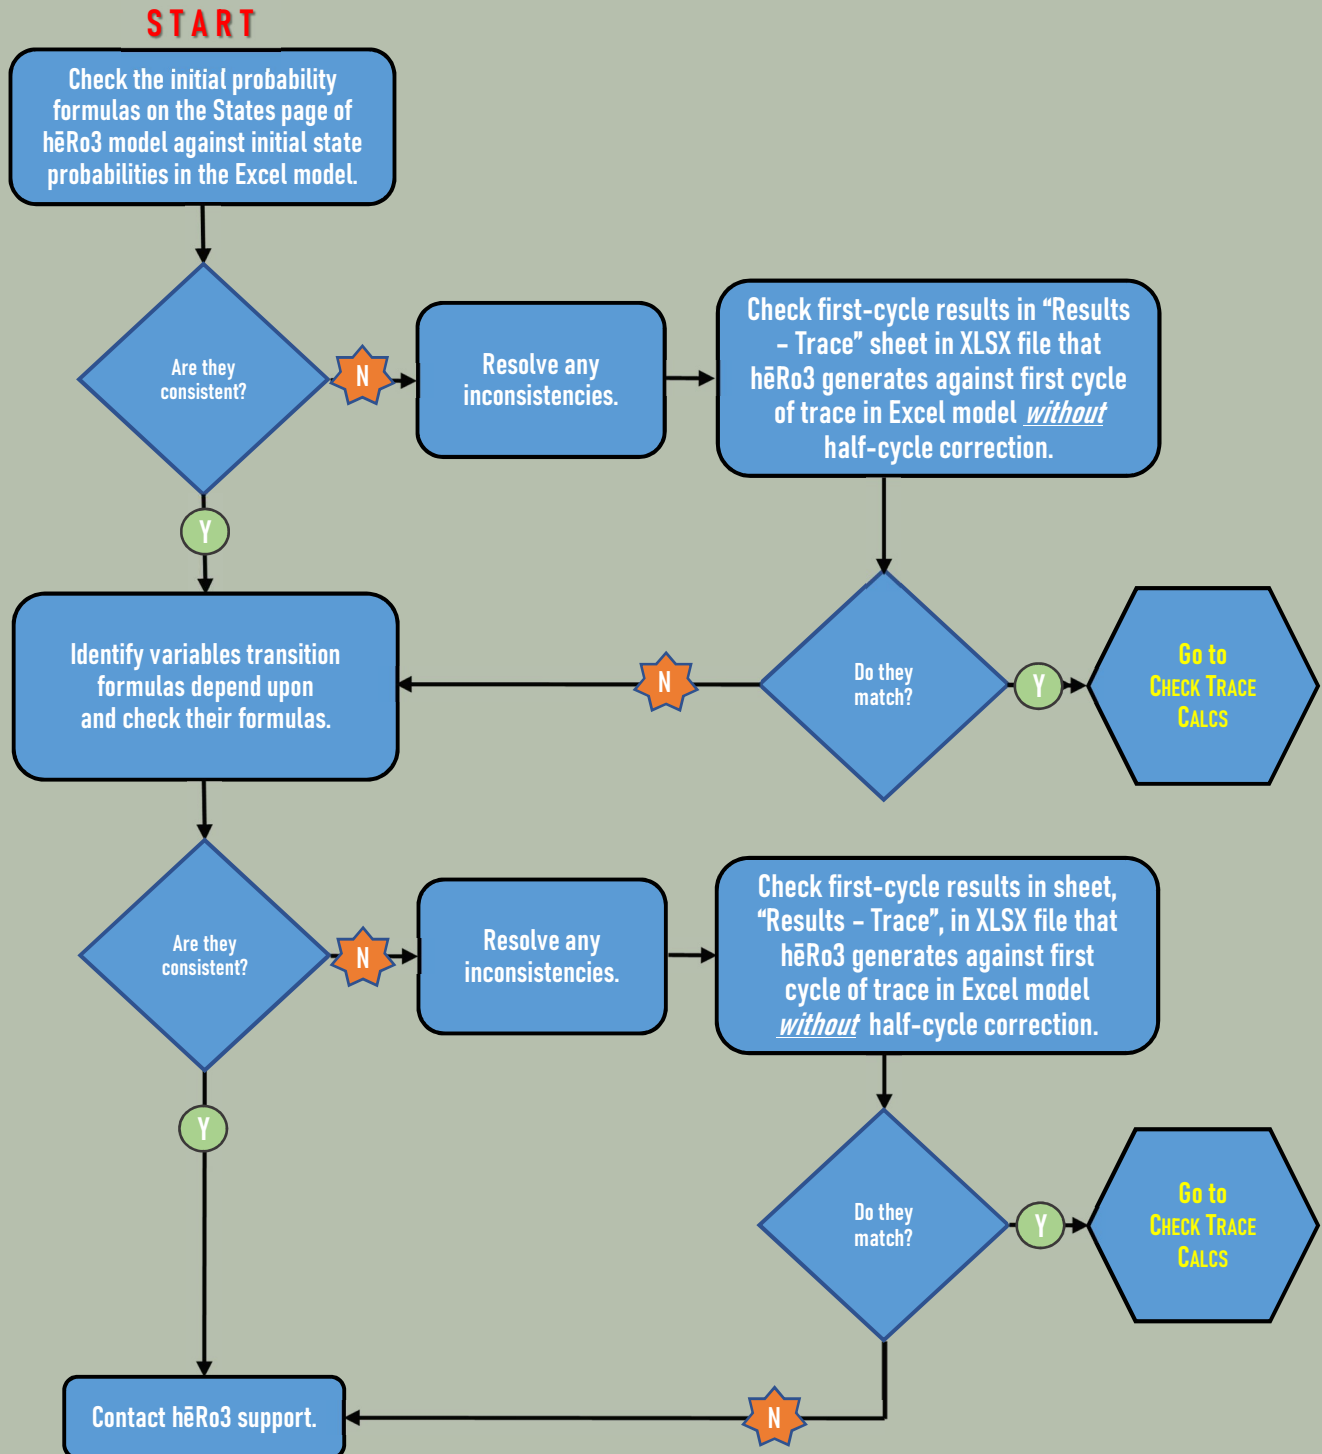 START
Check the initial probability
formulas on the States page of
hēRo3 model against initial state
probabilities in the Excel model.
Are they
consistent?
N
Resolve any
inconsistencies.
Check first-cycle results in “Results
– Trace” sheet in XLSX file that
hēRo3 generates against first cycle
of trace in Excel model without
half-cycle correction.
Y
Identify variables transition
formulas depend upon
and check their formulas.
N
Do they
match?
Y
Go to
CHECK TRACE
CALCS
Are they
consistent?
N
Resolve any
inconsistencies.
Check first-cycle results in sheet,
“Results – Trace”, in XLSX file that
hēRo3 generates against first
cycle of trace in Excel model
without half-cycle correction.
Y
Do they
match?
Y
Go to
CHECK TRACE
CALCS
Contact hēRo3 support.
N